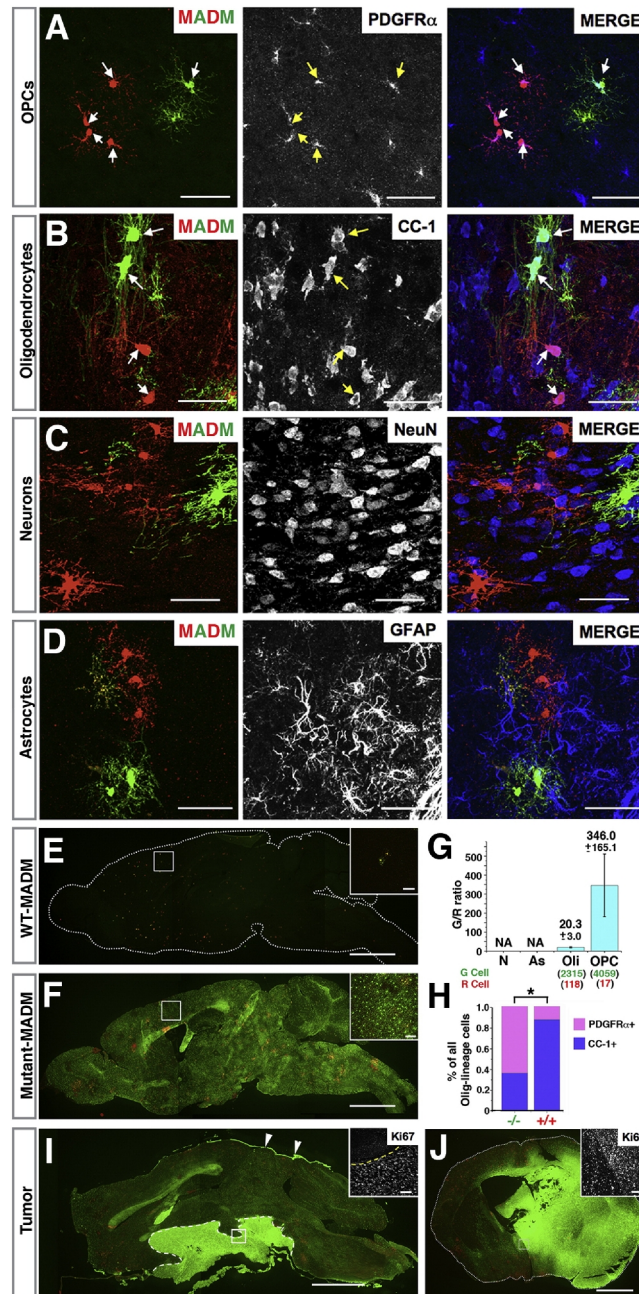 A MADM PDGFRα MERGE
OPCs
B MADM CC-1 MERGE
Oligodendrocytes
C MADM NeuN MERGE
Neurons
D MADM GFAP MERGE
Astrocytes
E
WT-MADM
F
Mutant-MADM
G
346.0
±165.1
20.3
±3.0
G/R ratio
500
400
300
200
100
0
NA NA
N As Oli OPC
G Cell (2315) (4059)
R Cell (118) (17)
H
*
% of all
Olig-lineage cells
1.0
0.8
0.6
0.4
0.2
0
-/- +/+
PDGFRα+
CC-1+
I Ki67
Tumor
J Ki6